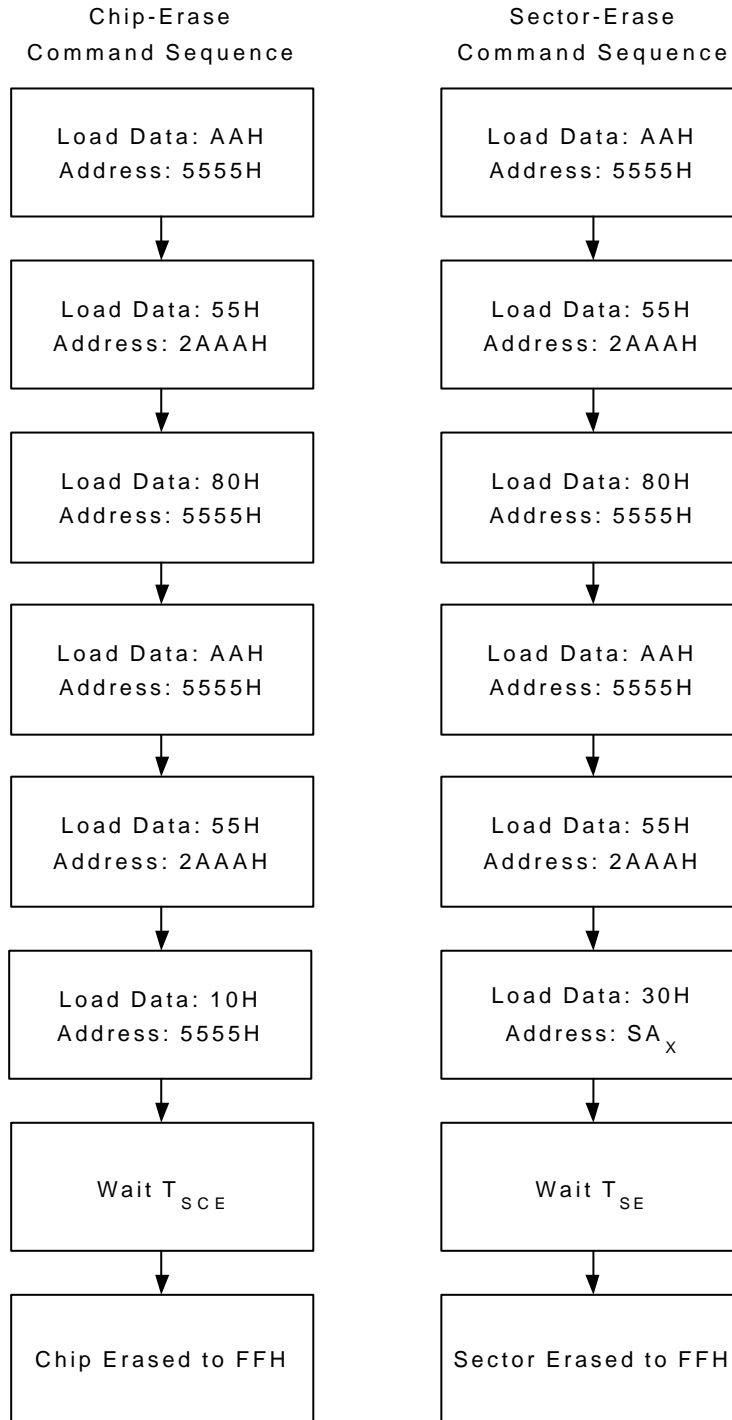 Chip-Erase
Command Sequence
Load Data: AAH
Address: 5555H
Load Data: 55H
Address: 2AAAH
Load Data: 80H
Address: 5555H
Load Data: AAH
Address: 5555H
Load Data: 55H
Address: 2AAAH
Load Data: 10H
Address: 5555H
Wait TSCE
Chip Erased to FFH
Sector-Erase
Command Sequence
Load Data: AAH
Address: 5555H
Load Data: 55H
Address: 2AAAH
Load Data: 80H
Address: 5555H
Load Data: AAH
Address: 5555H
Load Data: 55H
Address: 2AAAH
Load Data: 30H
Address: SAX
Wait TSE
Sector Erased to FFH